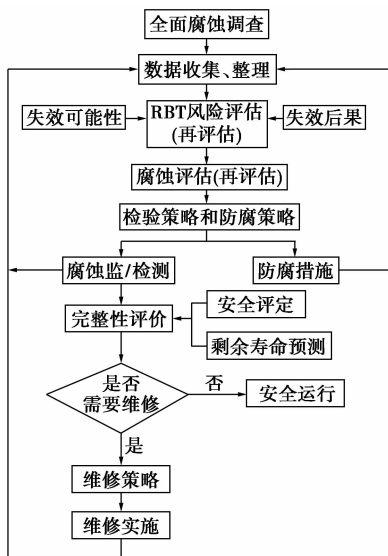 全面腐蚀调查
数据收集、整理
失效可能性
RBT风险评估
(再评估)
失效后果
腐蚀评估(再评估)
检验策略和防腐策略
腐蚀监/检测
防腐措施
完整性评价
安全评定
剩余寿命预测
是否
需要维修
否
安全运行
是
维修策略
维修实施